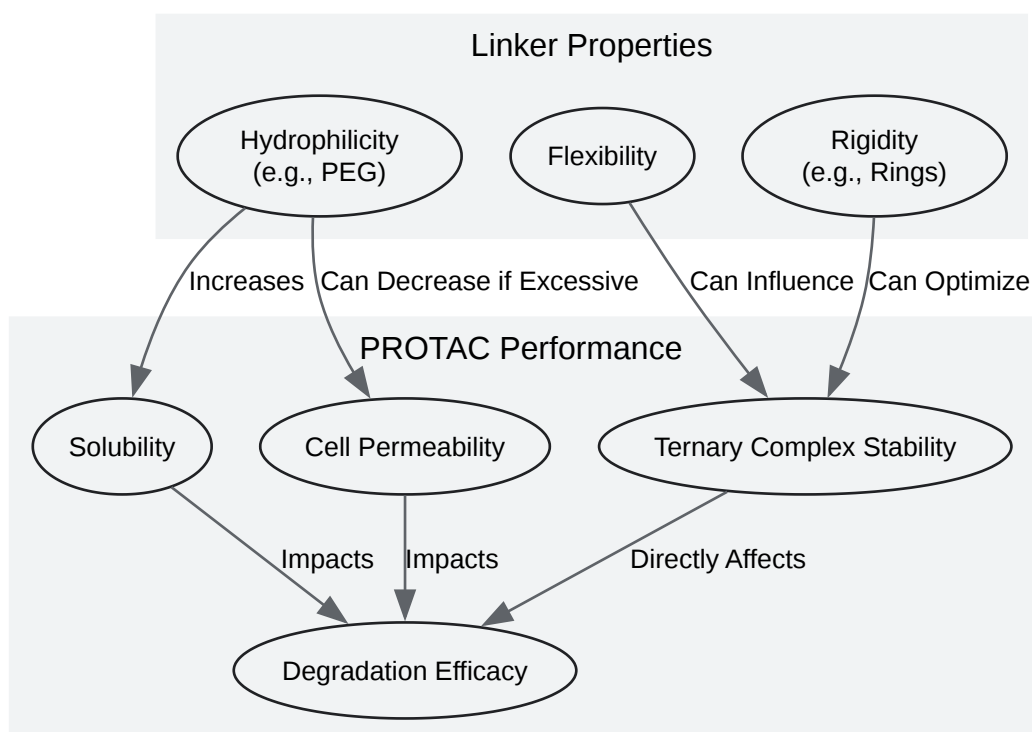 Linker Properties
Hydrophilicity
(e.g., PEG)
Flexibility
Rigidity
(e.g., Rings)
Increases
Can Decrease if Excessive
Can Influence
Can Optimize
PROTAC Performance
Solubility
Cell Permeability
Ternary Complex Stability
Impacts
Impacts
Directly Affects
Degradation Efficacy